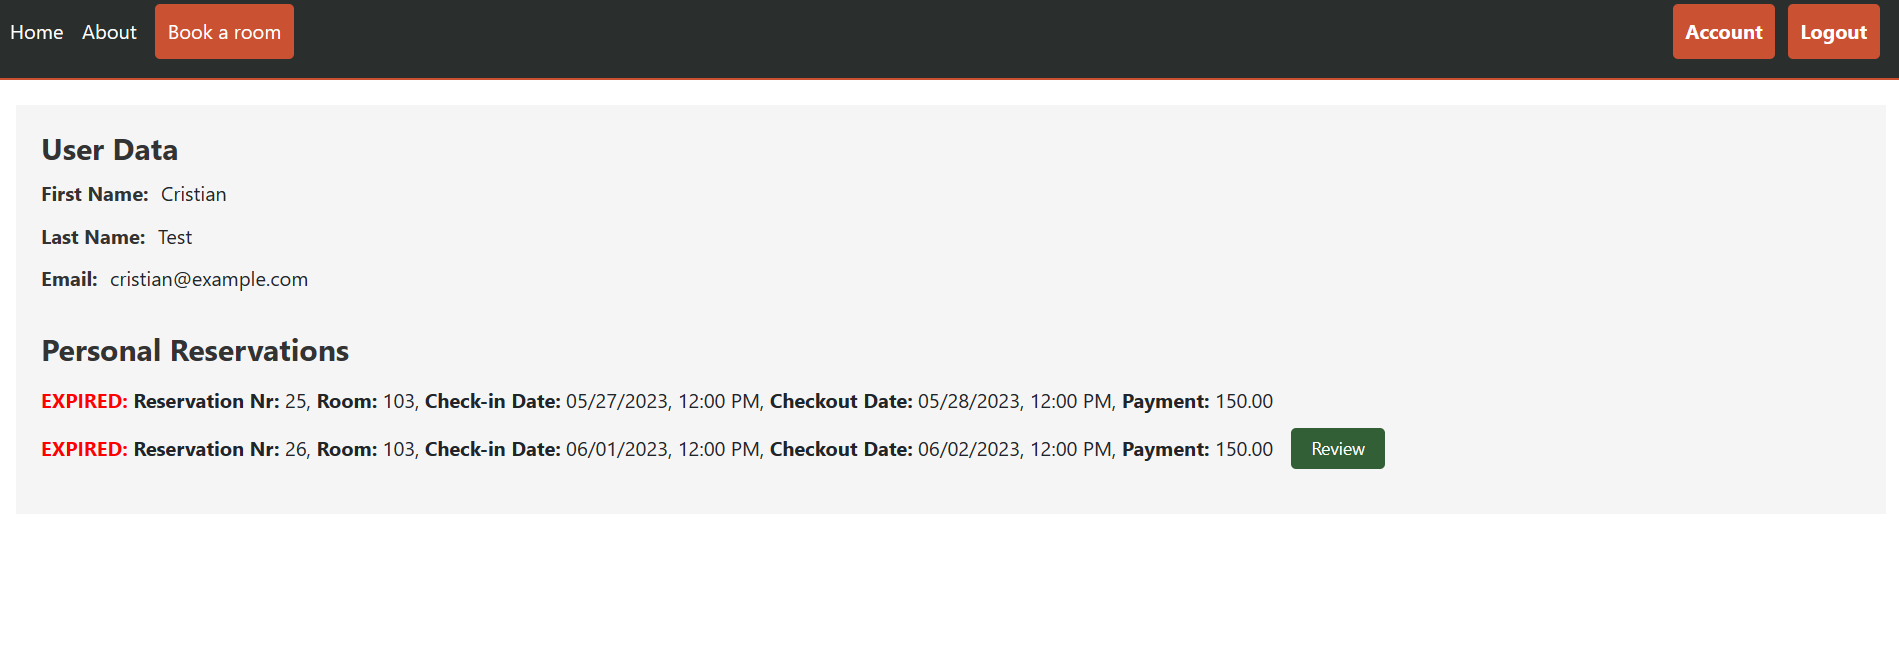 Home About Book a room Account Logout
User Data
First Name: Cristian
Last Name: Test
Email: cristian@example.com
Personal Reservations
EXPIRED: Reservation Nr: 25, Room: 103, Check-in Date: 05/27/2023, 12:00 PM, Checkout Date: 05/28/2023, 12:00 PM, Payment: 150.00
EXPIRED: Reservation Nr: 26, Room: 103, Check-in Date: 06/01/2023, 12:00 PM, Checkout Date: 06/02/2023, 12:00 PM, Payment: 150.00 Review